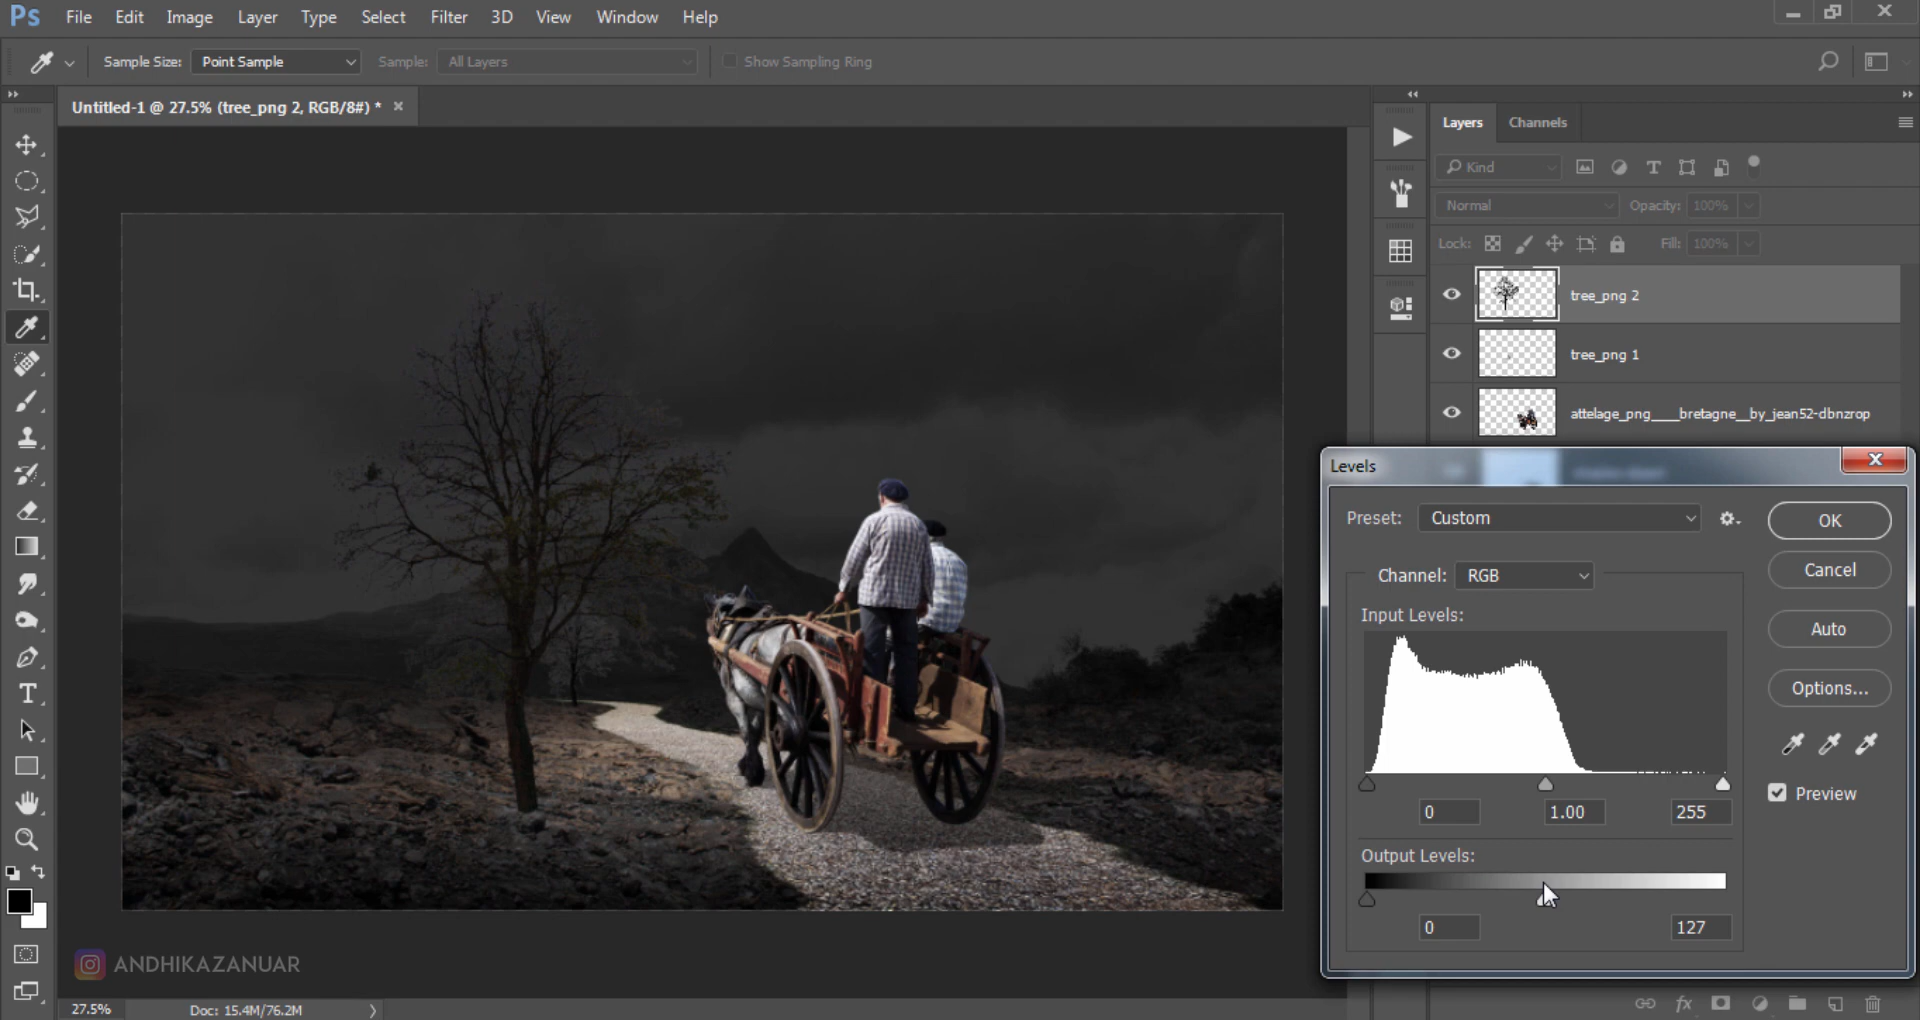 Ps File Edit Image Layer Type Select Filter 3D View Window Help
Sample Size: Point Sample Sample: All Layers Show Sampling Ring
Untitled-1 @ 27.5% (tree_png 2, RGB/8#) * ×
Layers Channels
Kind
Normal Opacity: 100%
Lock: Fill: 100%
tree_png 2
tree_png 1
attelage_png____bretagne__by_jean52-dbnzrop
Levels
Preset: Custom OK
Channel: RGB Cancel
Input Levels: Auto
Options...
Preview
0 1.00 255
Output Levels:
0 127
ANDHIKAZANUAR
27.5% Doc: 15.4M/76.2M